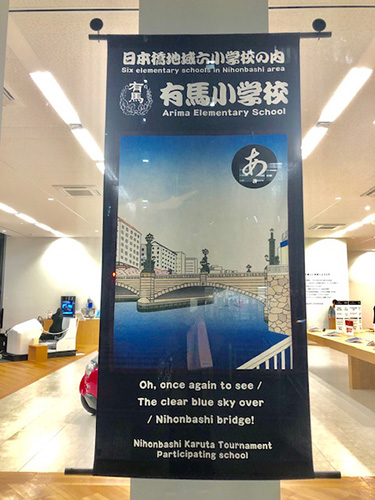 日本橋地域六小学校の内
Six elementary schools in Nihonbashi area
有馬
有馬小学校
Arima Elementary School
あ
Oh, once again to see /
The clear blue sky over
/ Nihonbashi bridge!
Nihonbashi Karuta Tournament
Participating school